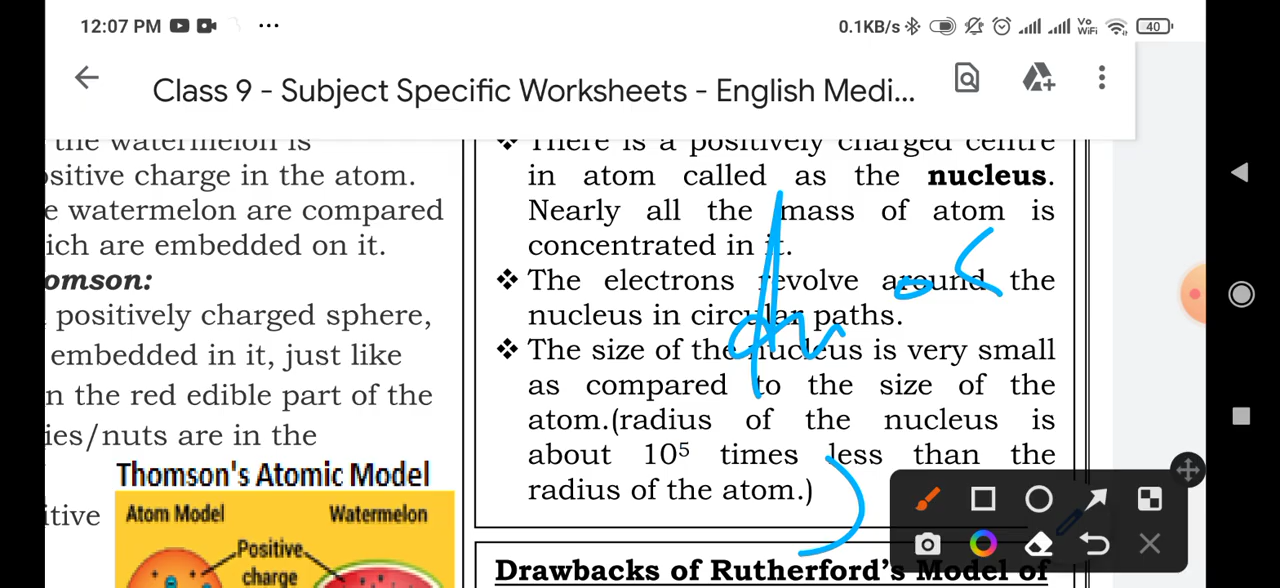 12:07 PM
0.1KB/s
Vo
WiFi
40
Class 9 - Subject Specific Worksheets - English Medi...
the watermelon is
ositive charge in the atom.
e watermelon are compared
ich are embedded on it.
omson:
positively charged sphere,
embedded in it, just like
n the red edible part of the
ies/nuts are in the
itive
Thomson's Atomic Model
Atom Model Watermelon
Positive
charge
❖ There is a positively charged centre
in atom called as the nucleus.
Nearly all the mass of atom is
concentrated in it.
❖ The electrons revolve around the
nucleus in circular paths.
❖ The size of the nucleus is very small
as compared to the size of the
atom.(radius of the nucleus is
about 10⁵ times less than the
radius of the atom.)
Drawbacks of Rutherford's Model of